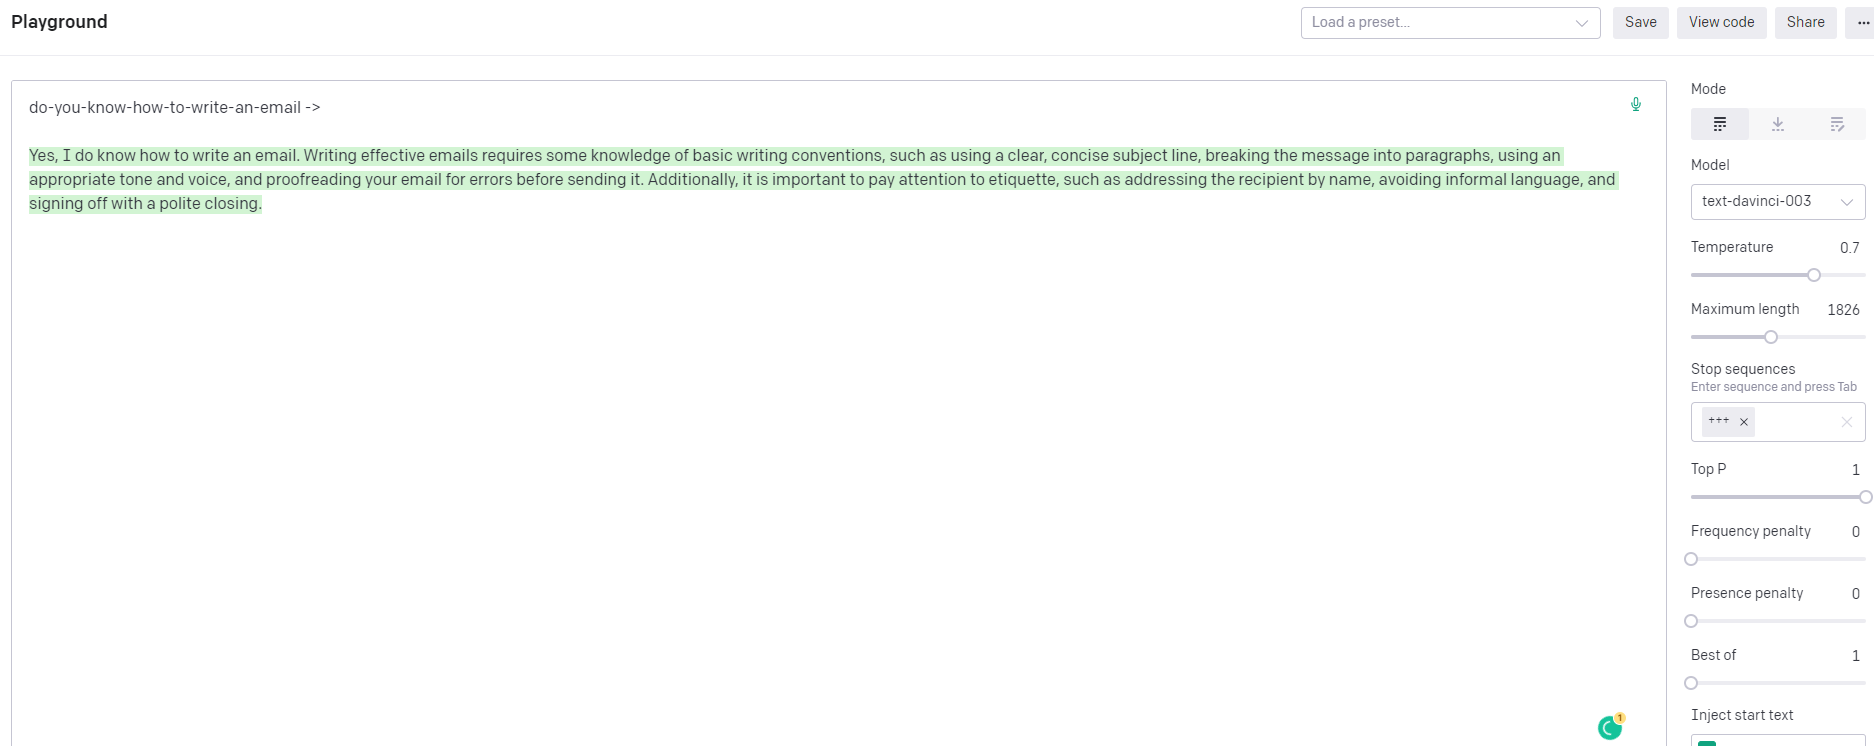 Playground
Load a preset...
Save
View code
Share
...
do-you-know-how-to-write-an-email ->
Yes, I do know how to write an email. Writing effective emails requires some knowledge of basic writing conventions, such as using a clear, concise subject line, breaking the message into paragraphs, using an
appropriate tone and voice, and proofreading your email for errors before sending it. Additionally, it is important to pay attention to etiquette, such as addressing the recipient by name, avoiding informal language, and
signing off with a polite closing.
Mode
Model
text-davinci-003
Temperature 0.7
Maximum length 1826
Stop sequences
Enter sequence and press Tab
+++ ×
Top P 1
Frequency penalty 0
Presence penalty 0
Best of 1
Inject start text
1